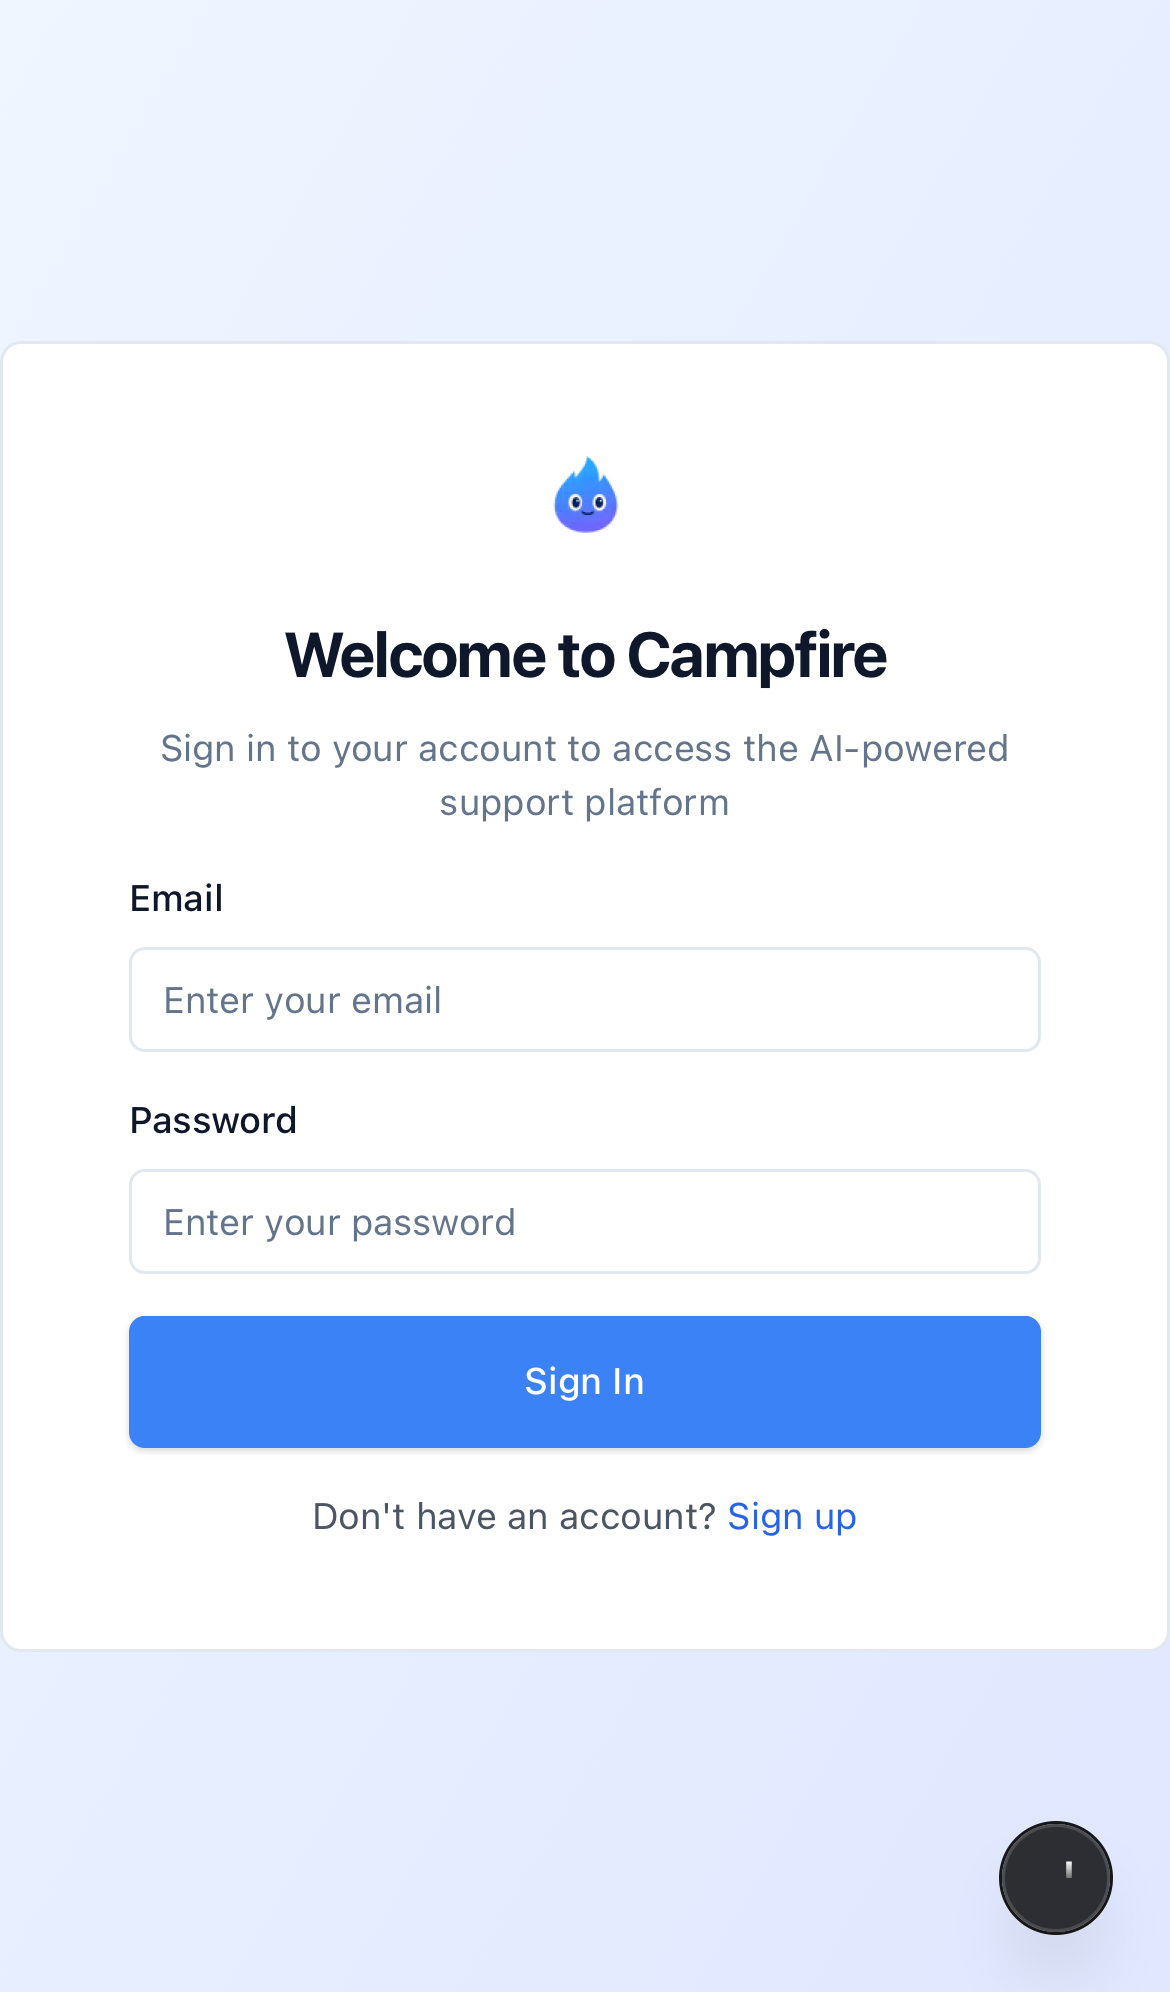 Welcome to Campfire
Sign in to your account to access the AI-powered
support platform
Email
Enter your email
Password
Enter your password
Sign In
Don't have an account? Sign up